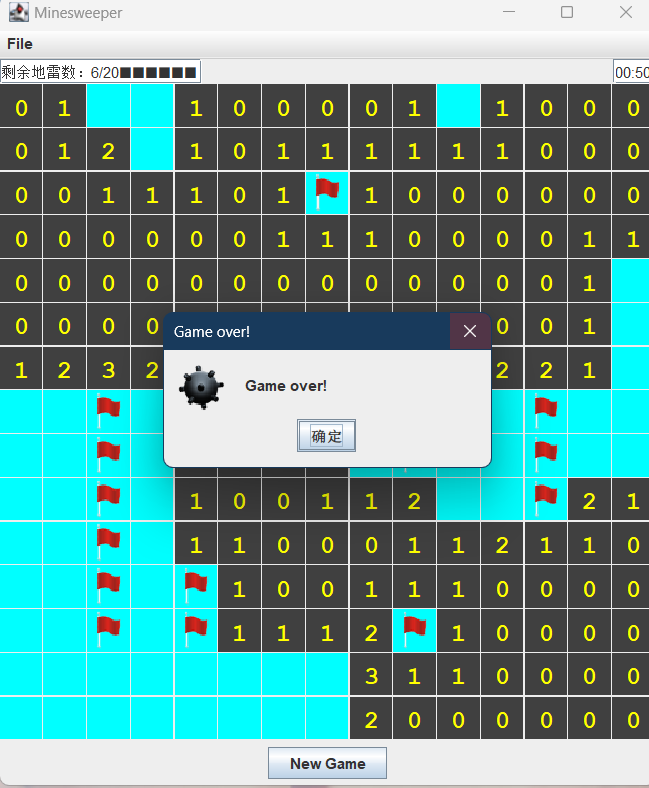 Minesweeper
File
剩余地雷数：6/20■■■■■■ 00:50
0 1 1 0 0 0 0 1 1 0 0 0
0 1 2 1 0 1 1 1 1 1 1 0 0 0
0 0 1 1 1 0 1 1 0 0 0 0 0 0
0 0 0 0 0 0 1 1 1 0 0 0 0 1 1
0 0 0 0 0 0 0 0 0 0 0 0 0 1
0 0 0 0 0 1
Game over!
1 2 3 2 2 2 1
Game over!
确定
1 0 0 1 1 2 2 1
1 1 0 0 0 1 1 2 1 1 0
1 0 0 1 1 1 0 0 0 0
1 1 1 2 1 0 0 0 0
3 1 1 0 0 0 0
2 0 0 0 0 0 0
New Game